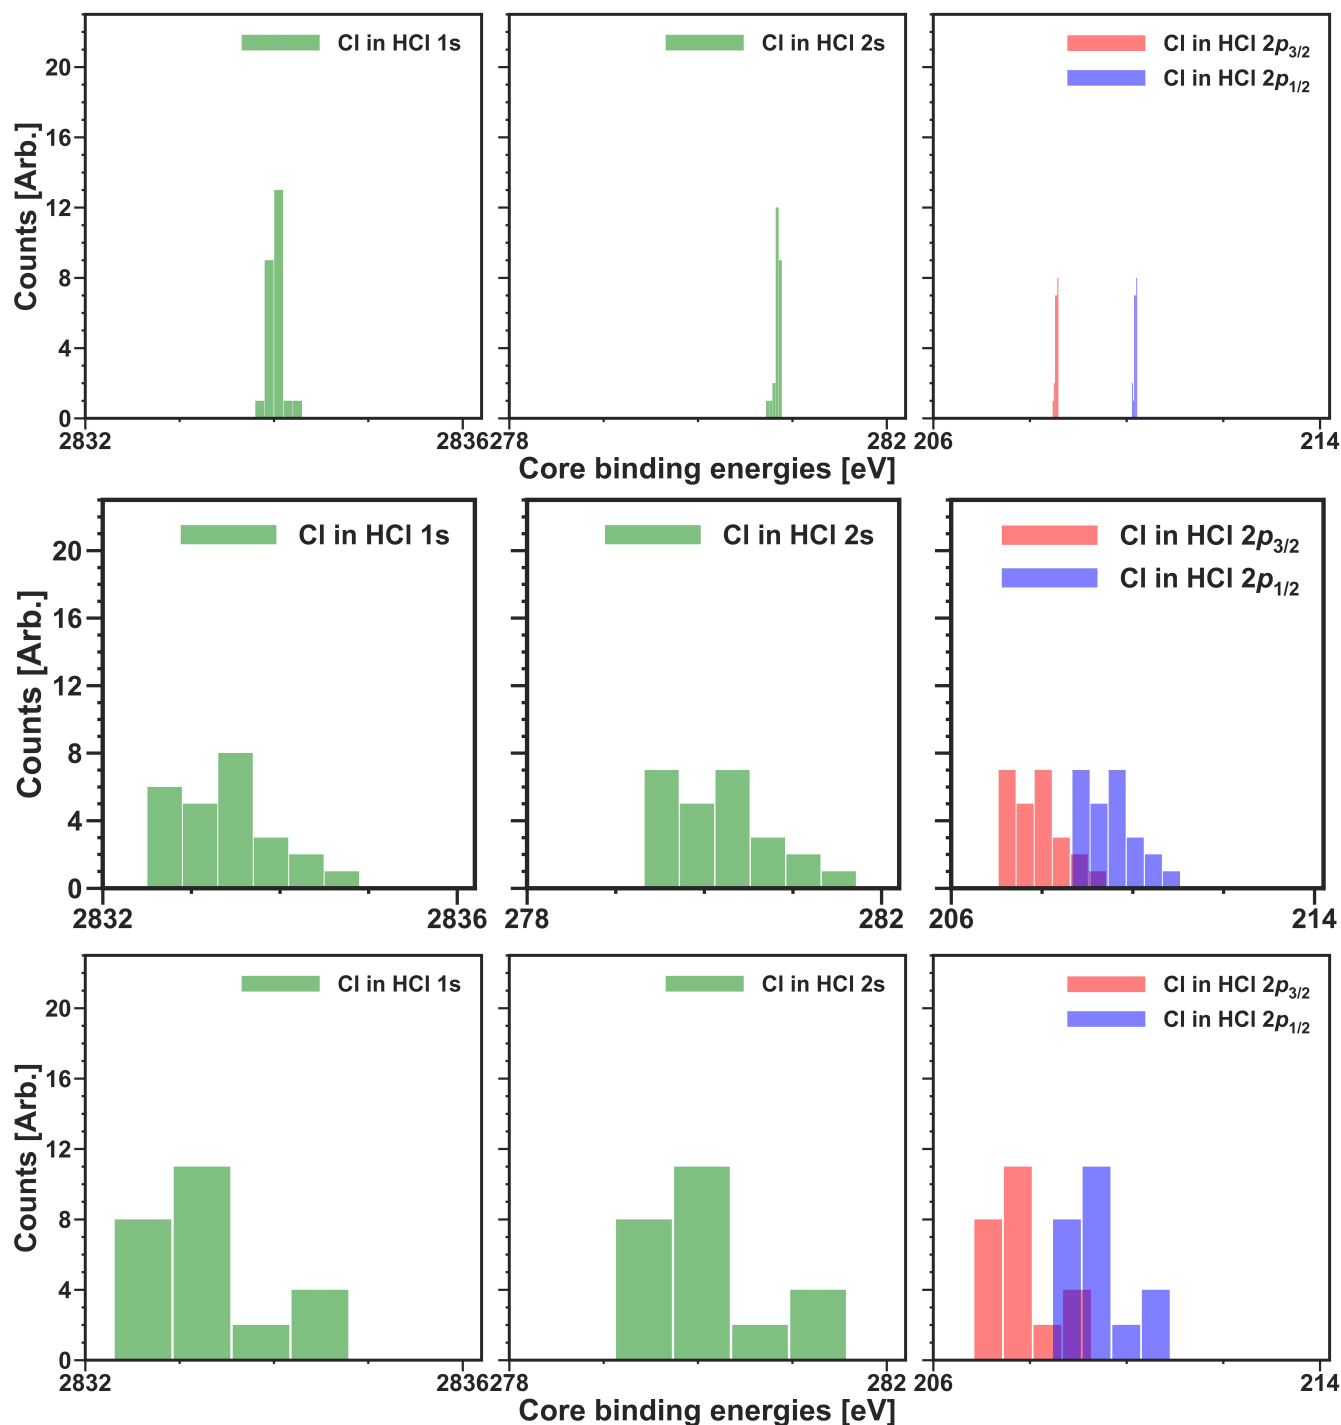 Cl in HCl 1s
Cl in HCl 2s
Cl in HCl 2p3/2
Cl in HCl 2p1/2
Counts [Arb.]
20
16
12
8
4
0
2832
2836
278
282
206
214
Core binding energies [eV]
Cl in HCl 1s
Cl in HCl 2s
Cl in HCl 2p3/2
Cl in HCl 2p1/2
Counts [Arb.]
20
16
12
8
4
0
2832
2836
278
282
206
214
Cl in HCl 1s
Cl in HCl 2s
Cl in HCl 2p3/2
Cl in HCl 2p1/2
Counts [Arb.]
20
16
12
8
4
0
2832
2836
278
282
206
214
Core binding energies [eV]